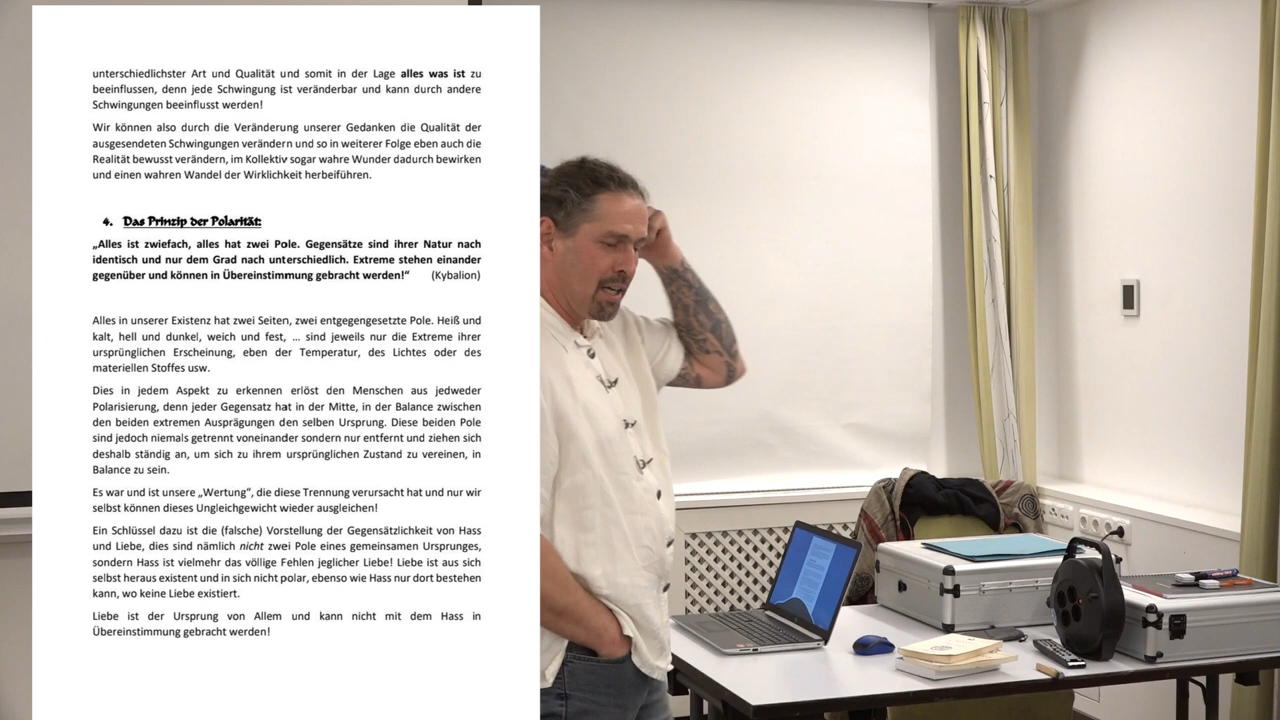 unterschiedlichster Art und Qualität und somit in der Lage alles was ist zu
beeinflussen, denn jede Schwingung ist veränderbar und kann durch andere
Schwingungen beeinflusst werden!
Wir können also durch die Veränderung unserer Gedanken die Qualität der
ausgesendeten Schwingungen verändern und so in weiterer Folge eben auch die
Realität bewusst verändern, im Kollektiv sogar wahre Wunder dadurch bewirken
und einen wahren Wandel der Wirklichkeit herbeiführen.
4. Das Prinzip der Polarität:
„Alles ist zwiefach, alles hat zwei Pole. Gegensätze sind ihrer Natur nach
identisch und nur dem Grad nach unterschiedlich. Extreme stehen einander
gegenüber und können in Übereinstimmung gebracht werden!“ (Kybalion)
Alles in unserer Existenz hat zwei Seiten, zwei entgegengesetzte Pole. Heiß und
kalt, hell und dunkel, weich und fest, … sind jeweils nur die Extreme ihrer
ursprünglichen Erscheinung, eben der Temperatur, des Lichtes oder des
materiellen Stoffes usw.
Dies in jedem Aspekt zu erkennen erlöst den Menschen aus jedweder
Polarisierung, denn jeder Gegensatz hat in der Mitte, in der Balance zwischen
den beiden extremen Ausprägungen den selben Ursprung. Diese beiden Pole
sind jedoch niemals getrennt voneinander sondern nur entfernt und ziehen sich
deshalb ständig an, um sich zu ihrem ursprünglichen Zustand zu vereinen, in
Balance zu sein.
Es war und ist unsere „Wertung“, die diese Trennung verursacht hat und nur wir
selbst können dieses Ungleichgewicht wieder ausgleichen!
Ein Schlüssel dazu ist die (falsche) Vorstellung der Gegensätzlichkeit von Hass
und Liebe, dies sind nämlich nicht zwei Pole eines gemeinsamen Ursprunges,
sondern Hass ist vielmehr das völlige Fehlen jeglicher Liebe! Liebe ist aus sich
selbst heraus existent und in sich nicht polar, ebenso wie Hass nur dort bestehen
kann, wo keine Liebe existiert.
Liebe ist der Ursprung von Allem und kann nicht mit dem Hass in
Übereinstimmung gebracht werden!